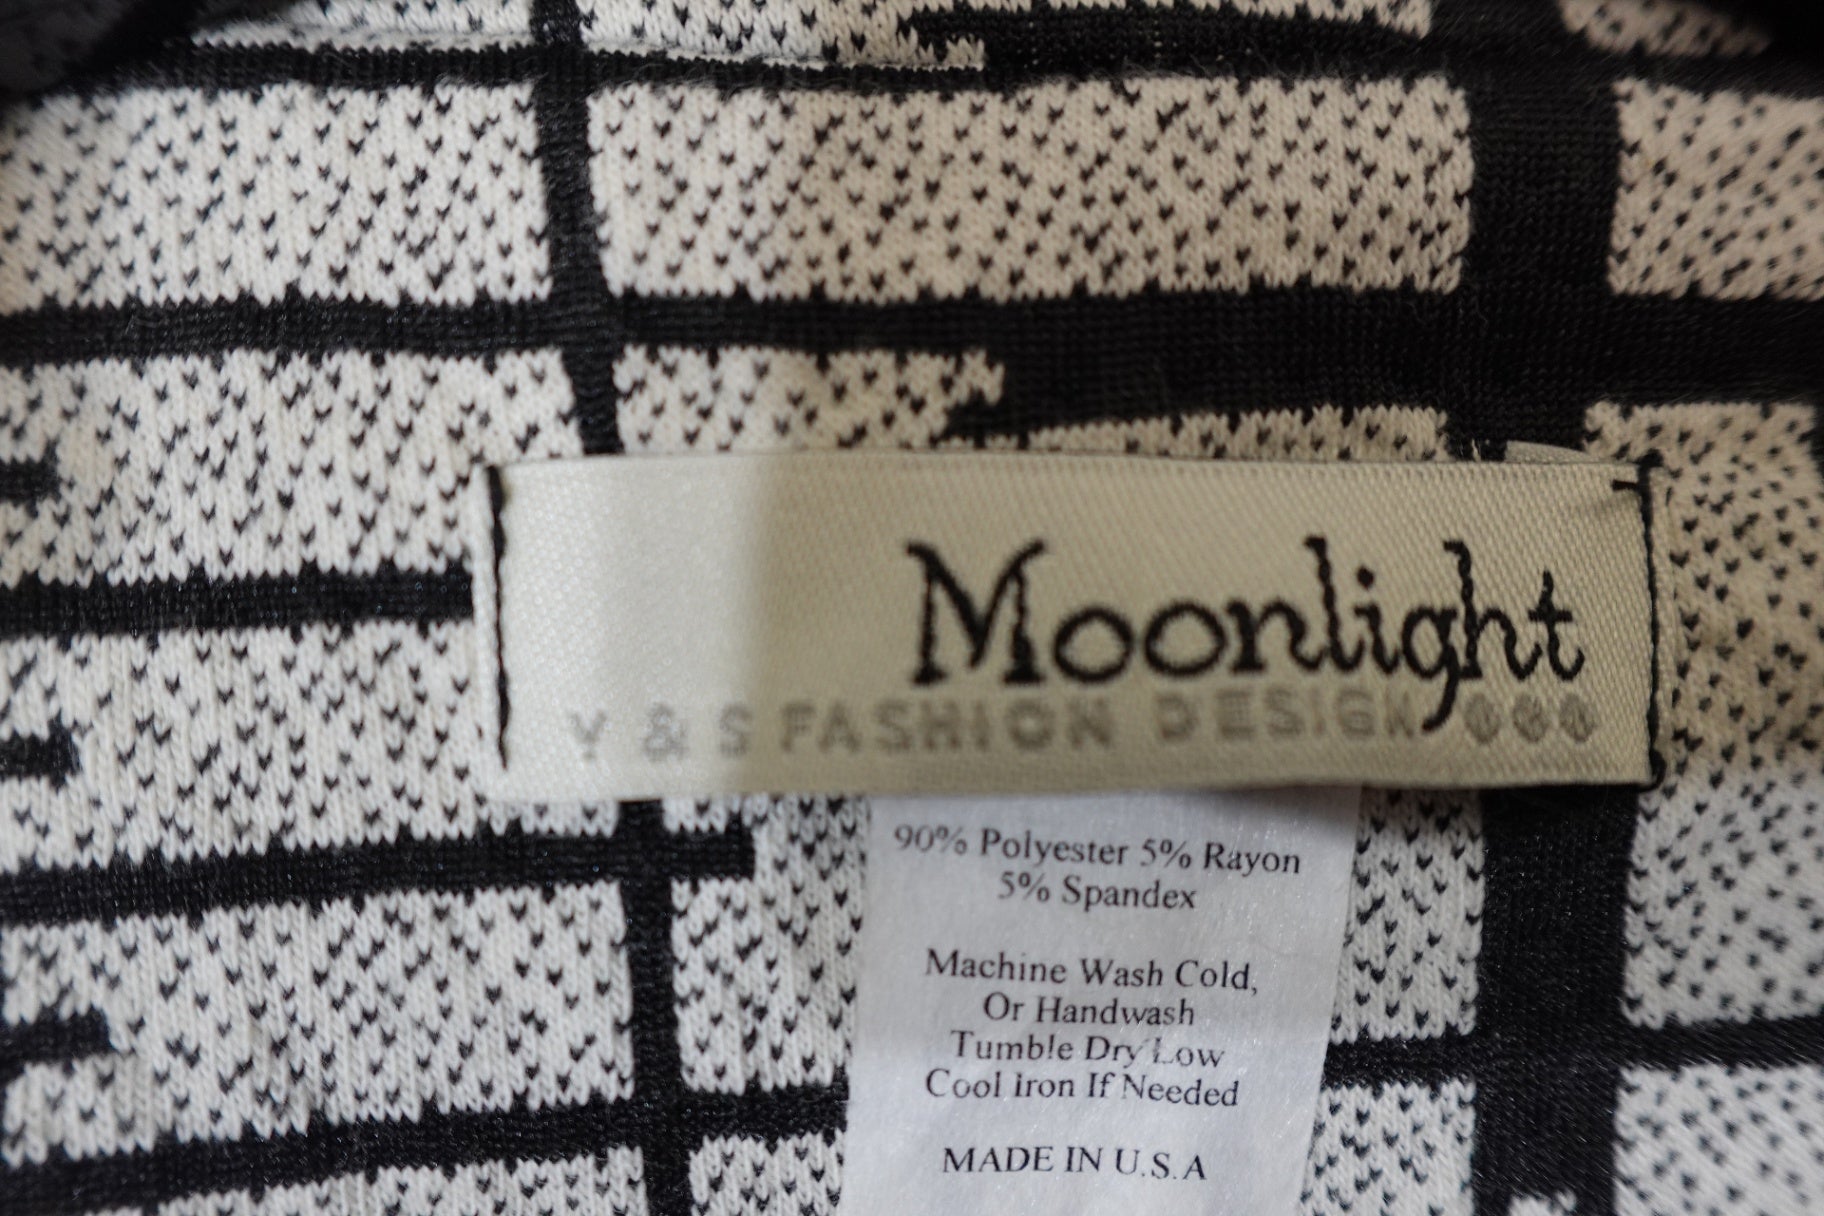 Moonlight
Y & S FASHION DESIGN
90% Polyester 5% Rayon
5% Spandex
Machine Wash Cold,
Or Handwash
Tumble Dry Low
Cool Iron If Needed
MADE IN U.S.A